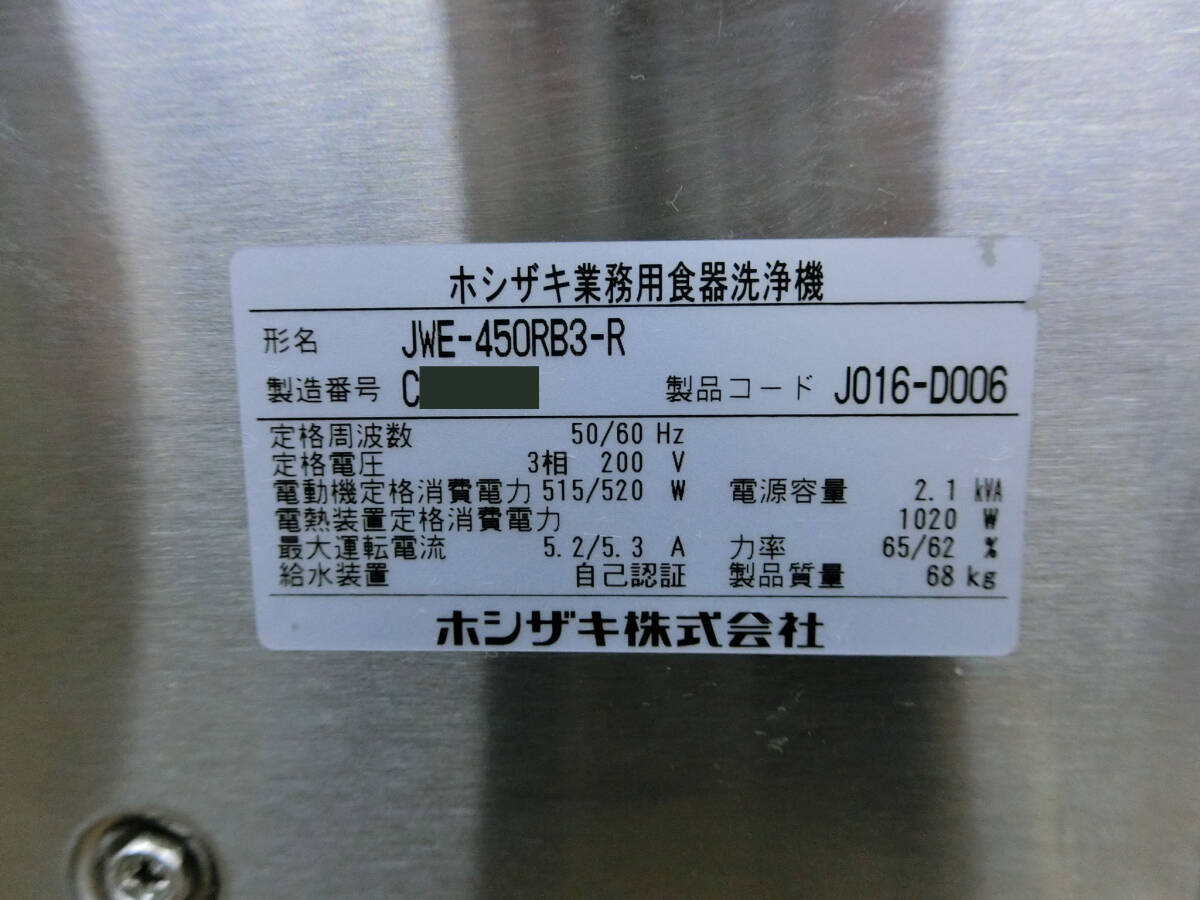 ホシザキ業務用食器洗浄機
形名 JWE-450RB3-R
製造番号 C 製品コード J016-D006
定格周波数 50/60 Hz
定格電圧 3相 200 V
電動機定格消費電力 515/520 W 電源容量 2.1 kVA
電熱装置定格消費電力 1020 W
最大運転電流 5.2/5.3 A 力率 65/62 %
給水装置 自己認証 製品質量 68 kg
ホシザキ株式会社